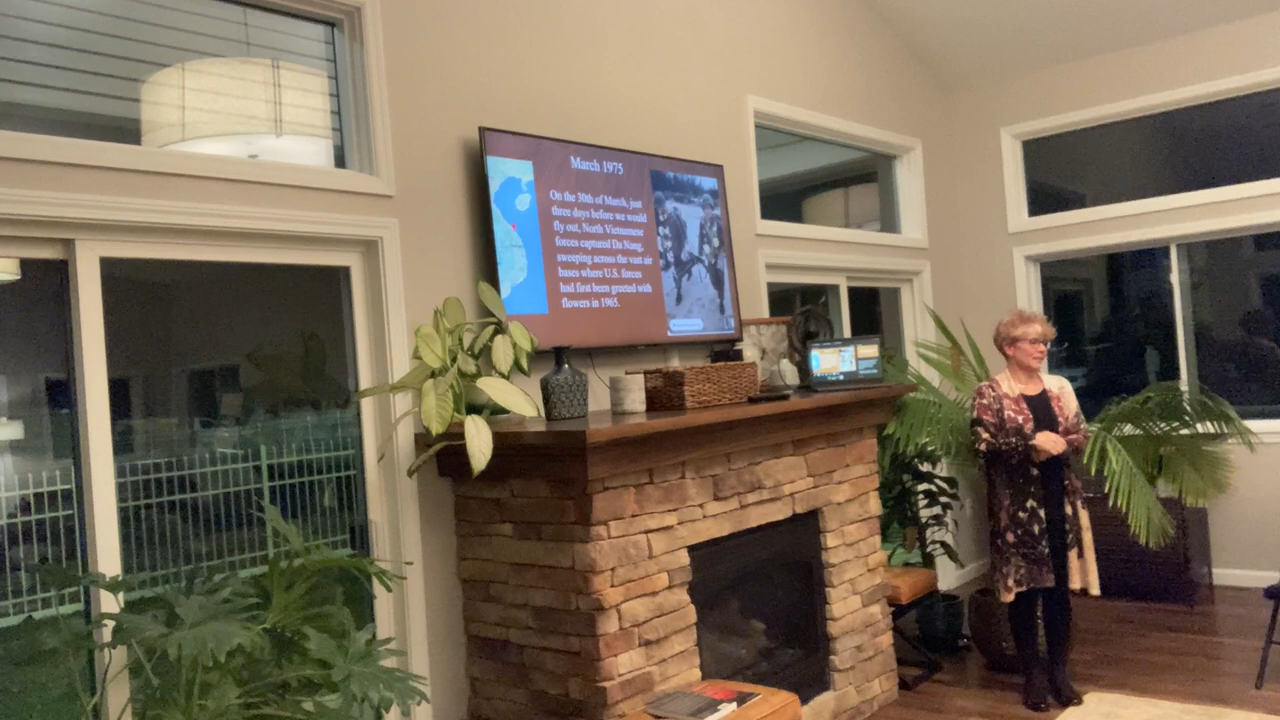 March 1975
On the 30th of March, just
three days before we would
fly out, North Vietnamese
forces captured Da Nang,
sweeping across the vast air
bases where U.S. forces
had first been greeted with
flowers in 1965.